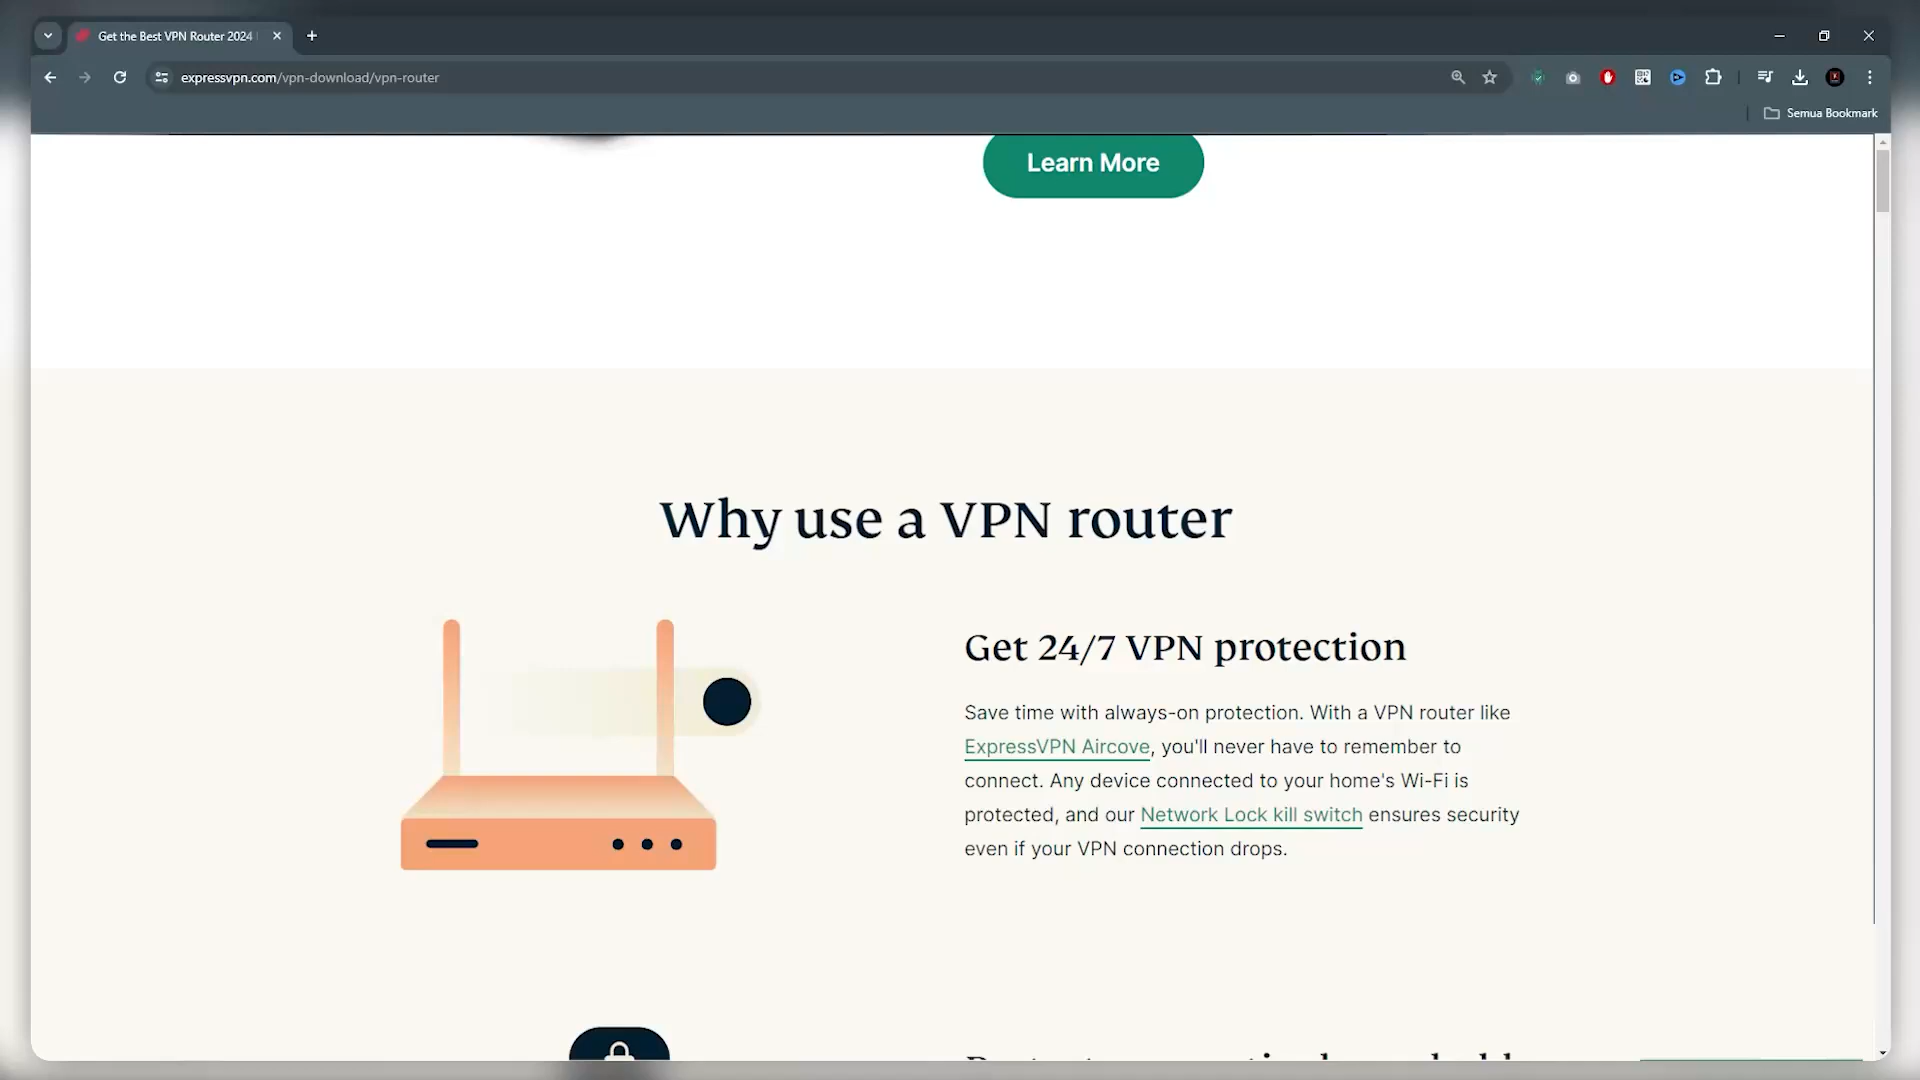 Get the Best VPN Router 2024
expressvpn.com/vpn-download/vpn-router
Semua Bookmark
Learn More
Why use a VPN router
Get 24/7 VPN protection
Save time with always-on protection. With a VPN router like
ExpressVPN Aircove, you'll never have to remember to
connect. Any device connected to your home's Wi-Fi is
protected, and our Network Lock kill switch ensures security
even if your VPN connection drops.